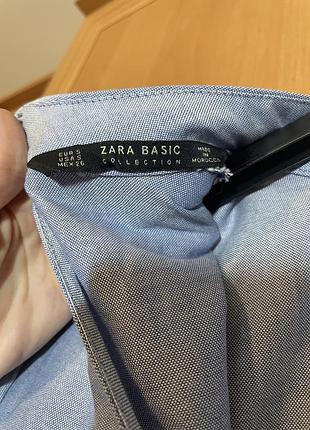 EUR S
USA S
MEX 26
ZARA BASIC
COLLECTION
MADE
IN
MOROCCO